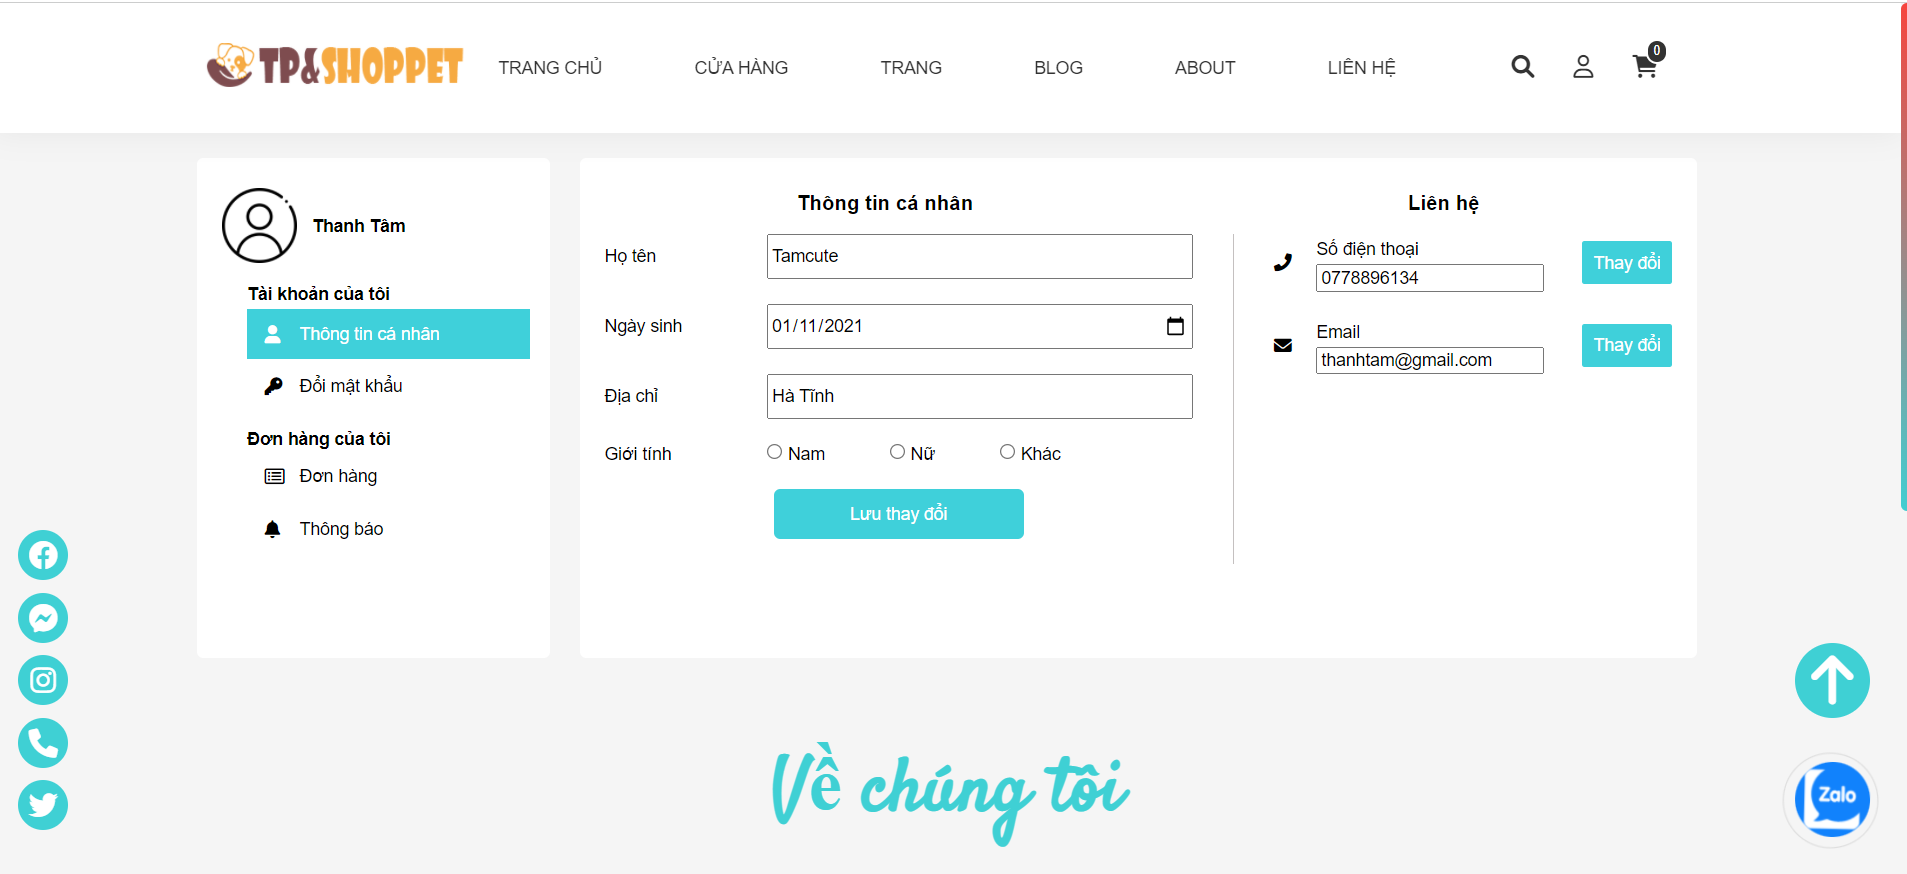 TP&SHOPPET TRANG CHỦ CỬA HÀNG TRANG BLOG ABOUT LIÊN HỆ 0
Thanh Tâm
Tài khoản của tôi
Thông tin cá nhân
Đổi mật khẩu
Đơn hàng của tôi
Đơn hàng
Thông báo
Thông tin cá nhân
Họ tên Tamcute
Ngày sinh 01/11/2021
Địa chỉ Hà Tĩnh
Giới tính Nam Nữ Khác
Lưu thay đổi
Liên hệ
Số điện thoại
0778896134
Thay đổi
Email
thanhtam@gmail.com
Thay đổi
Về chúng tôi
Zalo